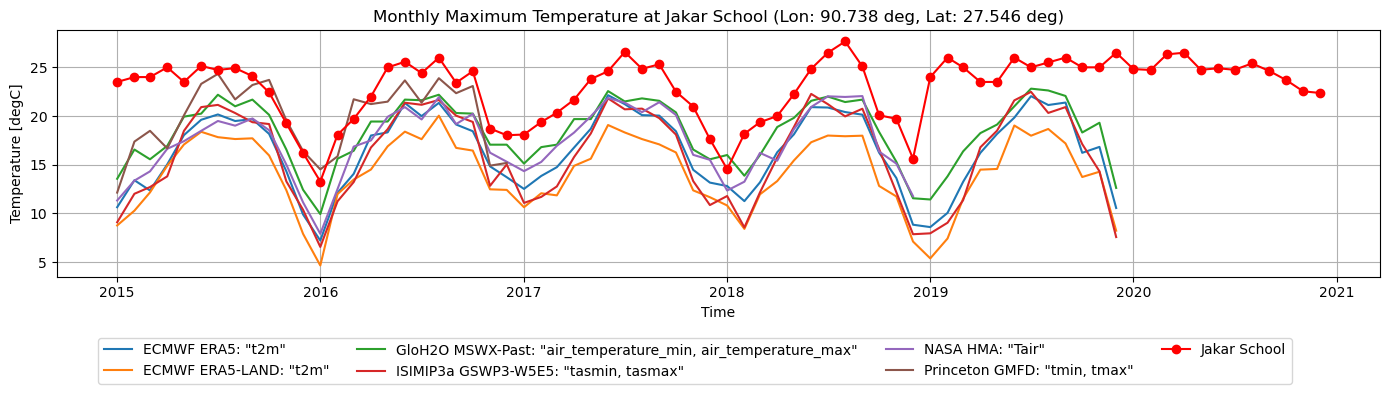 Monthly Maximum Temperature at Jakar School (Lon: 90.738 deg, Lat: 27.546 deg)
Temperature [degC]
25
20
15
10
5
2015 2016 2017 2018 2019 2020 2021
Time
ECMWF ERA5: "t2m"
ECMWF ERA5-LAND: "t2m"
GloH2O MSWX-Past: "air_temperature_min, air_temperature_max"
ISIMIP3a GSWP3-W5E5: "tasmin, tasmax"
NASA HMA: "Tair"
Princeton GMFD: "tmin, tmax"
Jakar School